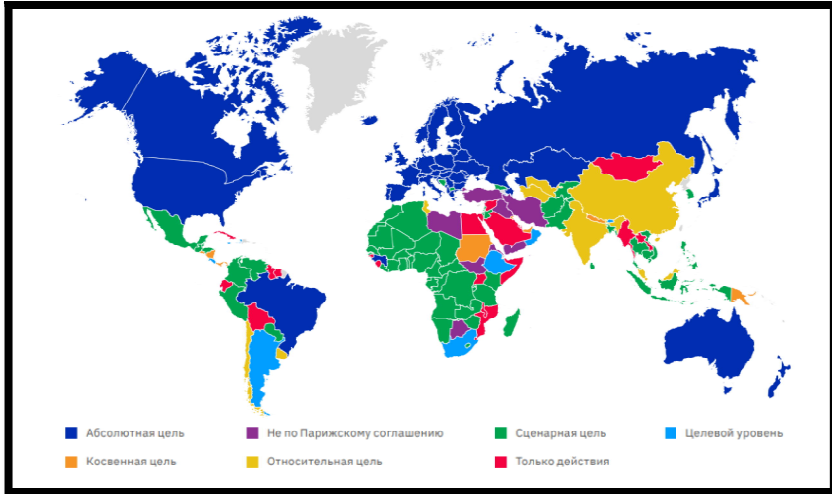 Абсолютная цель Не по Парижскому соглашению Сценарная цель Целевой уровень
Косвенная цель Относительная цель Только действия